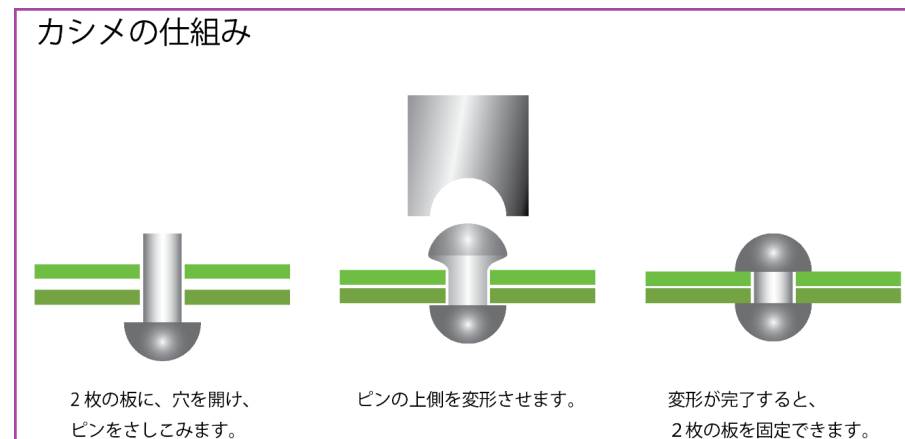 カシメの仕組み
2枚の板に、穴を開け、
ピンをさしこみます。
ピンの上側を変形させます。
変形が完了すると、
2枚の板を固定できます。